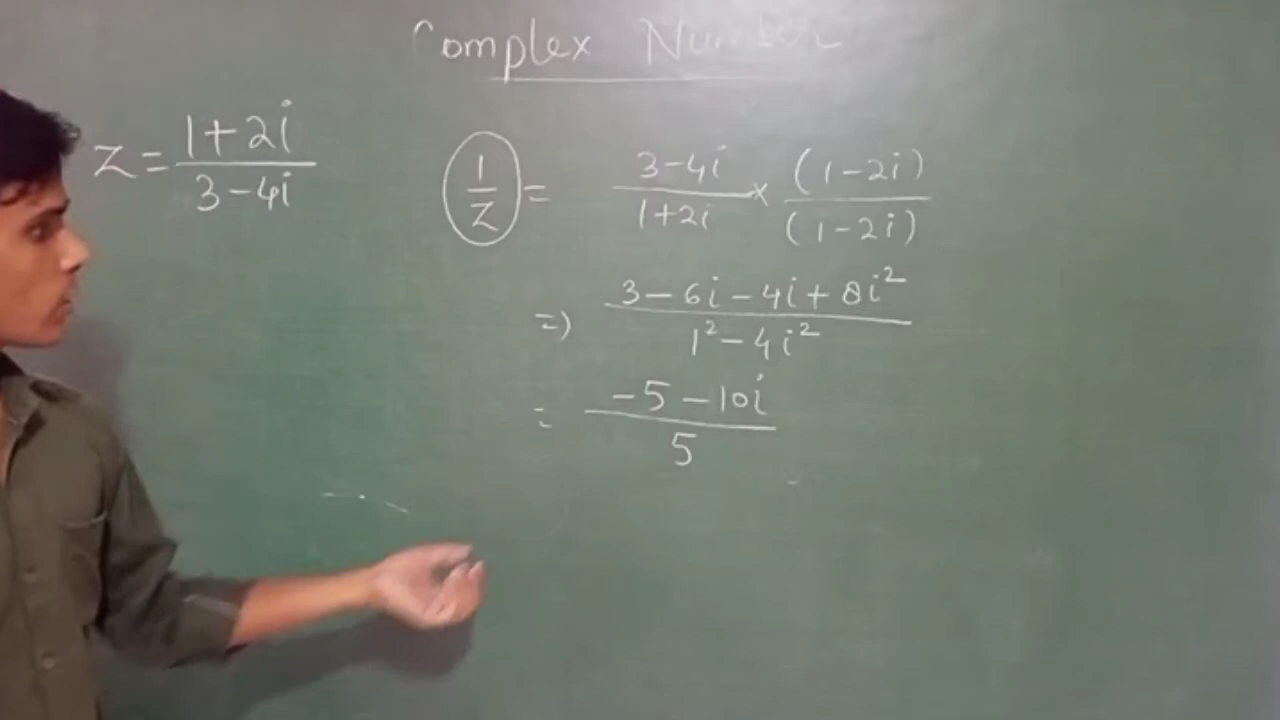 Complex Number
z = (1+2i)/(3-4i)
1/z = (3-4i)/(1+2i) × (1-2i)/(1-2i)
=) (3-6i-4i+8i²)/(1²-4i²)
= (-5-10i)/5